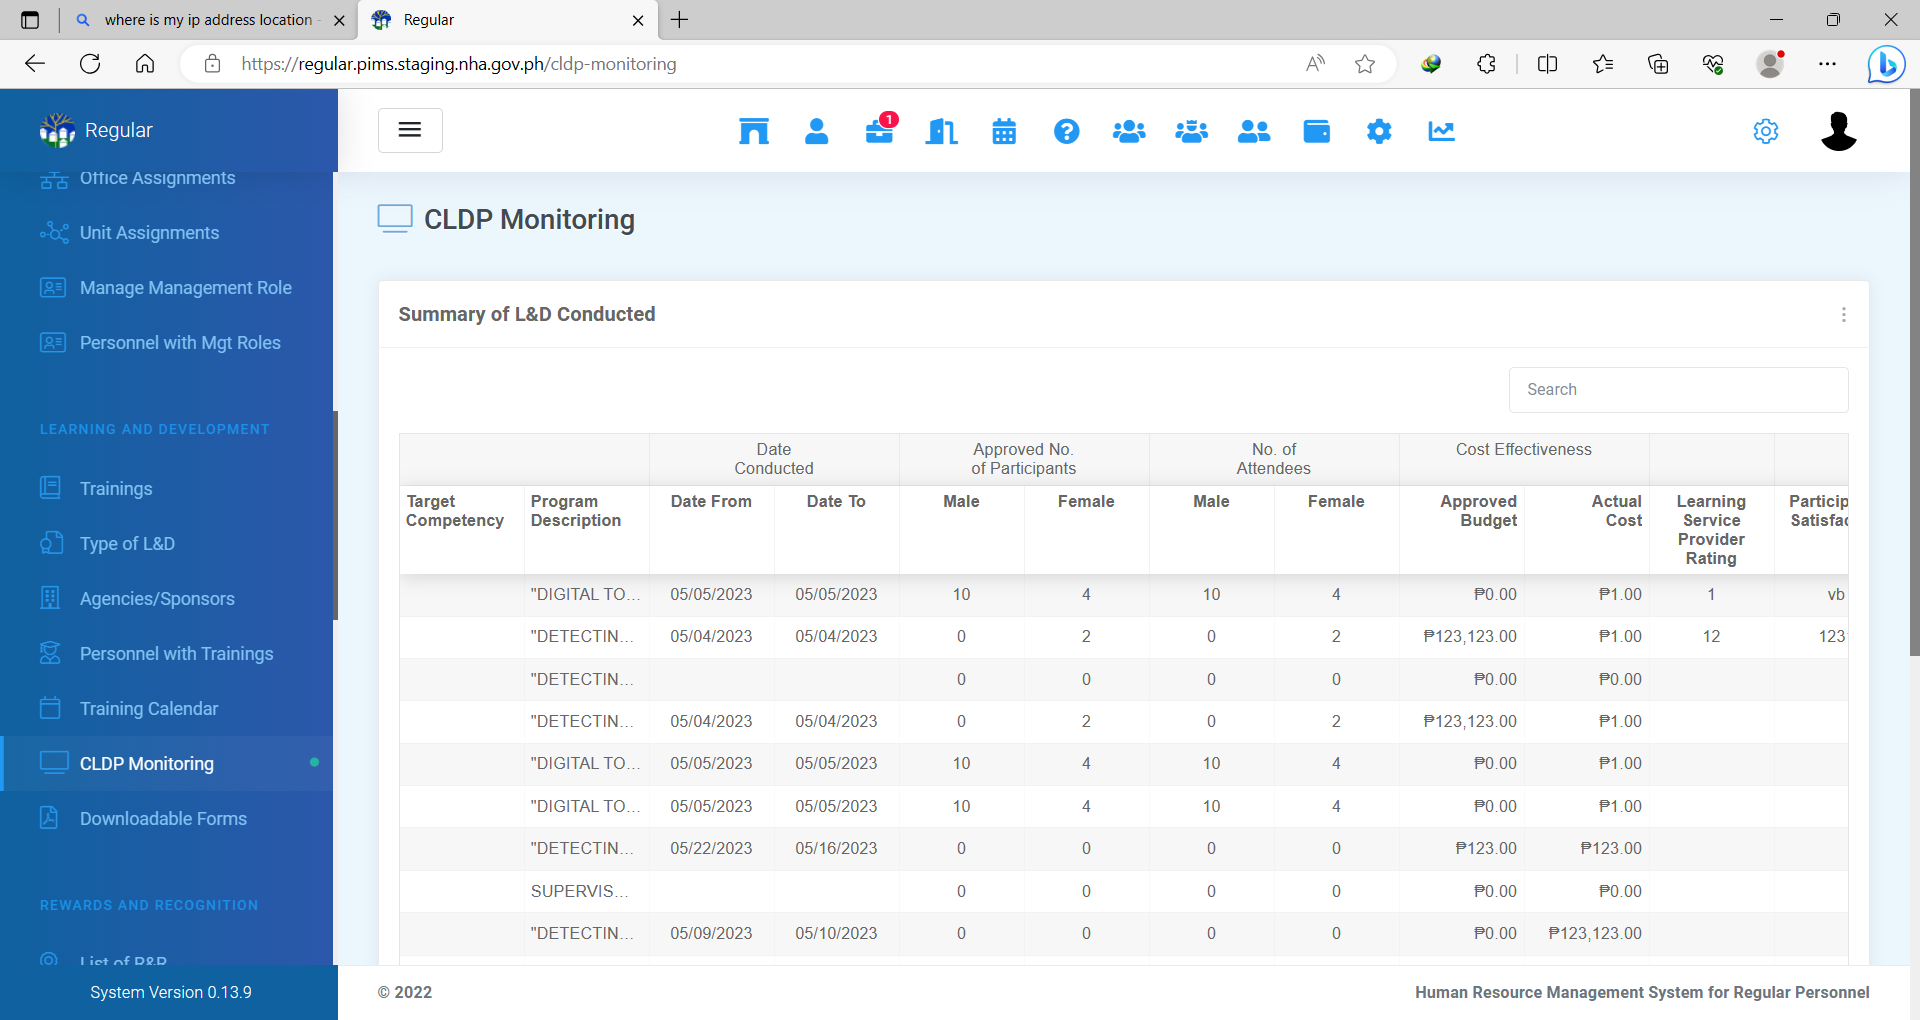 where is my ip address location
Regular
https://regular.pims.staging.nha.gov.ph/cldp-monitoring
Regular
1
Office Assignments
Unit Assignments
Manage Management Role
Personnel with Mgt Roles
LEARNING AND DEVELOPMENT
Trainings
Type of L&D
Agencies/Sponsors
Personnel with Trainings
Training Calendar
CLDP Monitoring
Downloadable Forms
REWARDS AND RECOGNITION
List of R&R
System Version 0.13.9
CLDP Monitoring
Summary of L&D Conducted
Search
Date Conducted Approved No. of Participants No. of Attendees Cost Effectiveness
Target Competency Program Description Date From Date To Male Female Male Female Approved Budget Actual Cost Learning Service Provider Rating Particip Satisfac
"DIGITAL TO... 05/05/2023 05/05/2023 10 4 10 4 ₱0.00 ₱1.00 1 vb
"DETECTIN... 05/04/2023 05/04/2023 0 2 0 2 ₱123,123.00 ₱1.00 12 123
"DETECTIN... 0 0 0 0 ₱0.00 ₱0.00
"DETECTIN... 05/04/2023 05/04/2023 0 2 0 2 ₱123,123.00 ₱1.00
"DIGITAL TO... 05/05/2023 05/05/2023 10 4 10 4 ₱0.00 ₱1.00
"DIGITAL TO... 05/05/2023 05/05/2023 10 4 10 4 ₱0.00 ₱1.00
"DETECTIN... 05/22/2023 05/16/2023 0 0 0 0 ₱123.00 ₱123.00
SUPERVIS... 0 0 0 0 ₱0.00 ₱0.00
"DETECTIN... 05/09/2023 05/10/2023 0 0 0 0 ₱0.00 ₱123,123.00
© 2022
Human Resource Management System for Regular Personnel